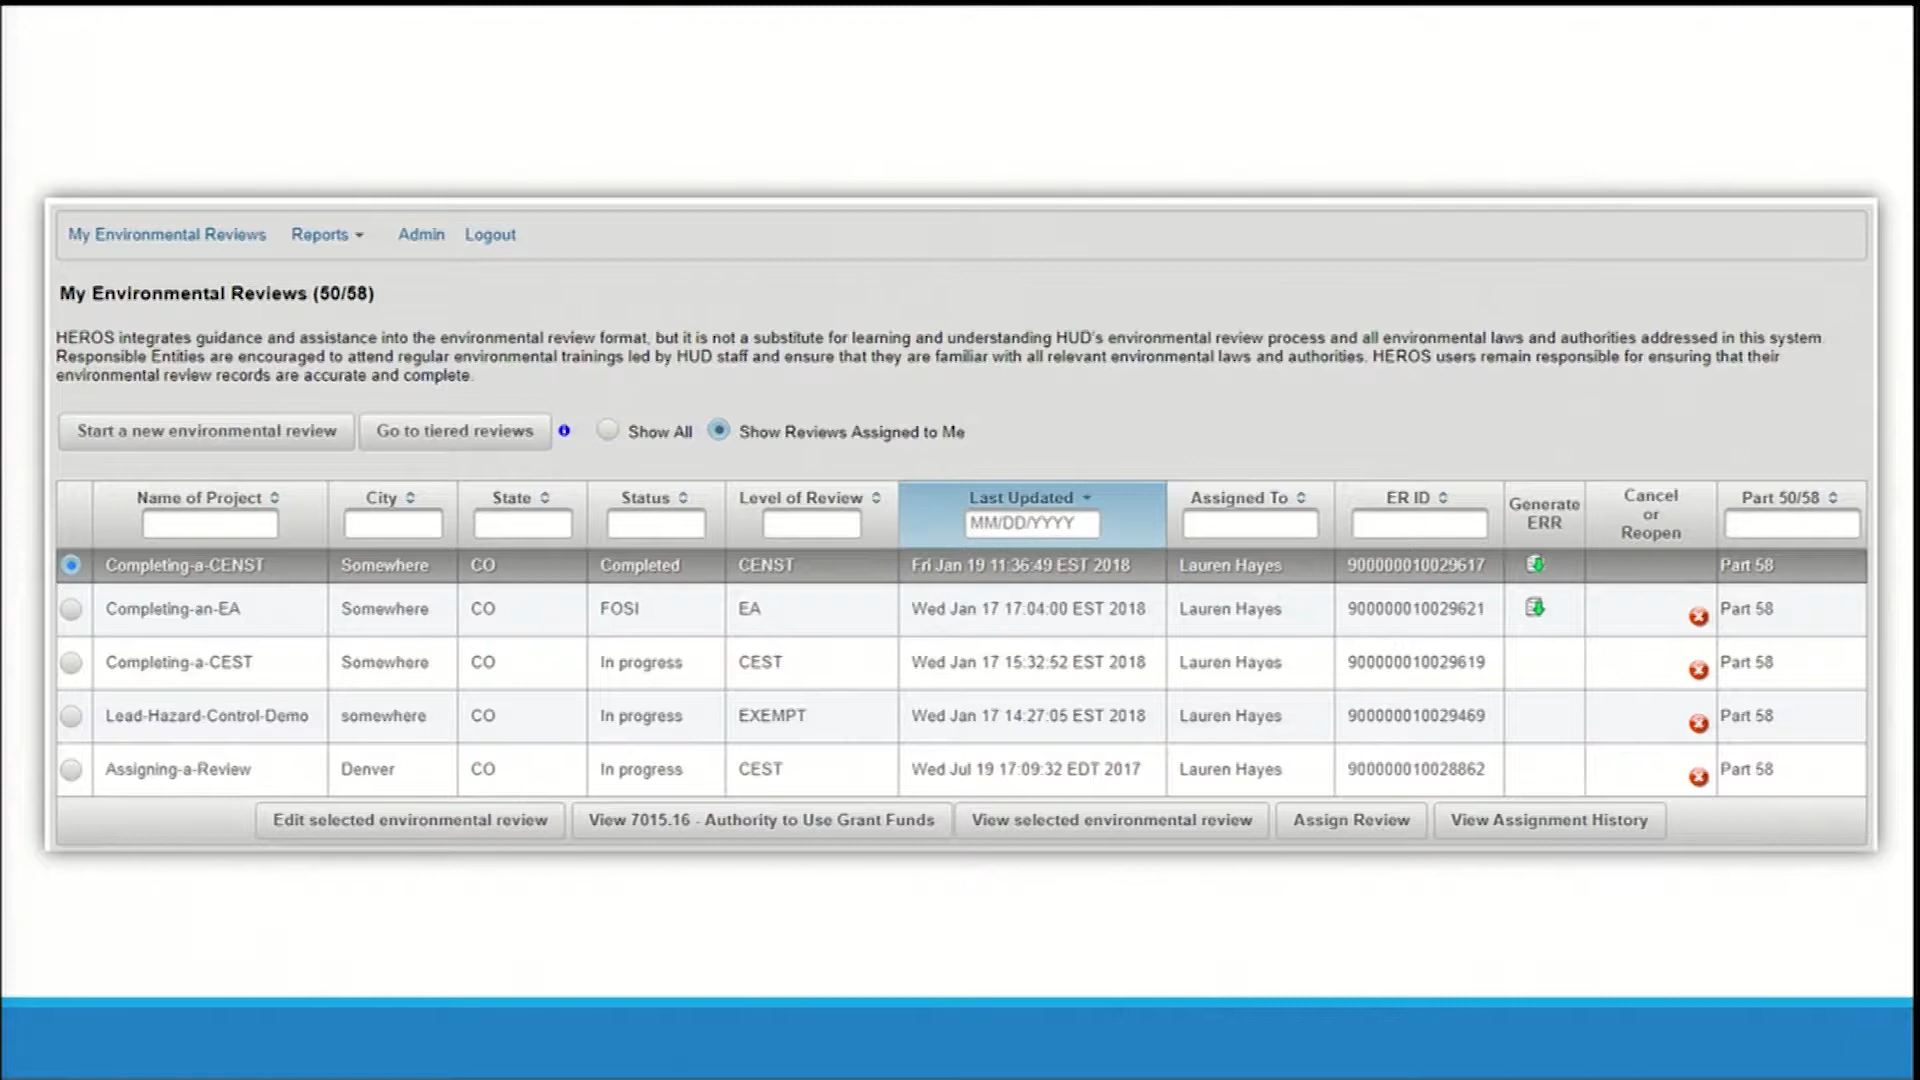 My Environmental Reviews Reports Admin Logout
My Environmental Reviews (50/58)
HEROS integrates guidance and assistance into the environmental review format, but it is not a substitute for learning and understanding HUD's environmental review process and all environmental laws and authorities addressed in this system.
Responsible Entities are encouraged to attend regular environmental trainings led by HUD staff and ensure that they are familiar with all relevant environmental laws and authorities. HEROS users remain responsible for ensuring that their
environmental review records are accurate and complete.
Start a new environmental review Go to tiered reviews Show All Show Reviews Assigned to Me
Name of Project City State Status Level of Review Last Updated Assigned To ER ID Generate ERR Cancel or Reopen Part 50/58
MM/DD/YYYY
Completing-a-CENST Somewhere CO Completed CENST Fri Jan 19 11:36:49 EST 2018 Lauren Hayes 900000010029617 Part 58
Completing-an-EA Somewhere CO FOSI EA Wed Jan 17 17:04:00 EST 2018 Lauren Hayes 900000010029621 Part 58
Completing-a-CEST Somewhere CO In progress CEST Wed Jan 17 15:32:52 EST 2018 Lauren Hayes 900000010029619 Part 58
Lead-Hazard-Control-Demo somewhere CO In progress EXEMPT Wed Jan 17 14:27:05 EST 2018 Lauren Hayes 900000010029469 Part 58
Assigning-a-Review Denver CO In progress CEST Wed Jul 19 17:09:32 EDT 2017 Lauren Hayes 900000010028862 Part 58
Edit selected environmental review View 7015.16 - Authority to Use Grant Funds View selected environmental review Assign Review View Assignment History